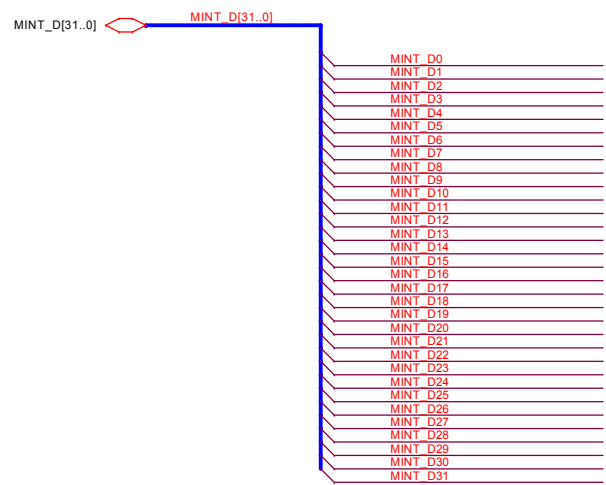 MINT_D[31..0]
MINT_D[31..0]
MINT_D0
MINT_D1
MINT_D2
MINT_D3
MINT_D4
MINT_D5
MINT_D6
MINT_D7
MINT_D8
MINT_D9
MINT_D10
MINT_D11
MINT_D12
MINT_D13
MINT_D14
MINT_D15
MINT_D16
MINT_D17
MINT_D18
MINT_D19
MINT_D20
MINT_D21
MINT_D22
MINT_D23
MINT_D24
MINT_D25
MINT_D26
MINT_D27
MINT_D28
MINT_D29
MINT_D30
MINT_D31